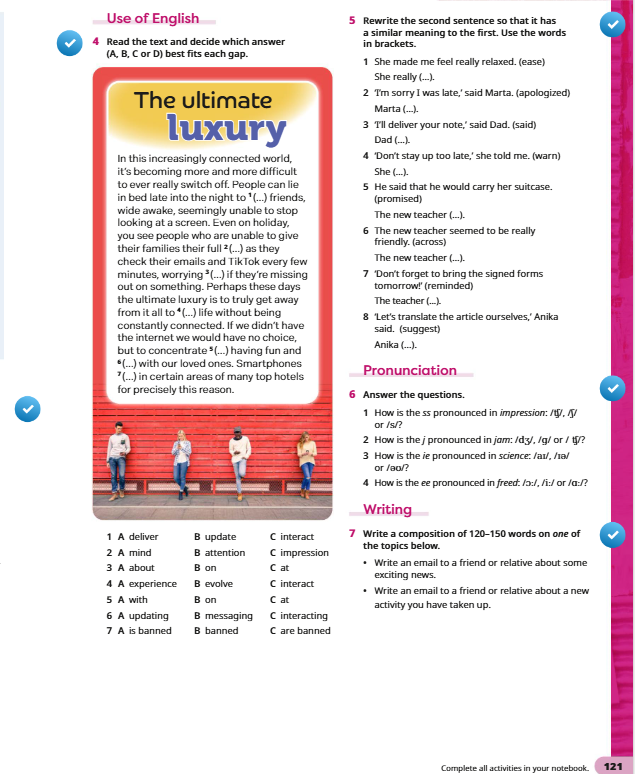 Use of English
4 Read the text and decide which answer
(A, B, C or D) best fits each gap.
The ultimate
luxury
In this increasingly connected world,
it's becoming more and more difficult
to ever really switch off. People can lie
in bed late into the night to ¹(...) friends,
wide awake, seemingly unable to stop
looking at a screen. Even on holiday,
you see people who are unable to give
their families their full ²(...) as they
check their emails and TikTok every few
minutes, worrying ³(...) if they're missing
out on something. Perhaps these days
the ultimate luxury is to truly get away
from it all to ⁴(...) life without being
constantly connected. If we didn't have
the internet we would have no choice,
but to concentrate ⁵(...) having fun and
⁶(...) with our loved ones. Smartphones
⁷(...) in certain areas of many top hotels
for precisely this reason.
1 A deliver B update C interact
2 A mind B attention C impression
3 A about B on C at
4 A experience B evolve C interact
5 A with B on C at
6 A updating B messaging C interacting
7 A is banned B banned C are banned
5 Rewrite the second sentence so that it has
a similar meaning to the first. Use the words
in brackets.
1 She made me feel really relaxed. (ease)
She really (...).
2 'I'm sorry I was late,' said Marta. (apologized)
Marta (...).
3 'I'll deliver your note,' said Dad. (said)
Dad (...).
4 'Don't stay up too late,' she told me. (warn)
She (...).
5 He said that he would carry her suitcase.
(promised)
The new teacher (...).
6 The new teacher seemed to be really
friendly. (across)
The new teacher (...).
7 'Don't forget to bring the signed forms
tomorrow!' (reminded)
The teacher (...).
8 'Let's translate the article ourselves,' Anika
said. (suggest)
Anika (...).
Pronunciation
6 Answer the questions.
1 How is the ss pronounced in impression: /ʧ/, /ʃ/
or /s/?
2 How is the j pronounced in jam: /dʒ/, /g/ or / ʧ/?
3 How is the ie pronounced in science: /aɪ/, /ɪə/
or /əʊ/?
4 How is the ee pronounced in freed: /ɔː/, /iː/ or /ɑː/?
Writing
7 Write a composition of 120–150 words on one of
the topics below.
• Write an email to a friend or relative about some
exciting news.
• Write an email to a friend or relative about a new
activity you have taken up.
Complete all activities in your notebook. 121